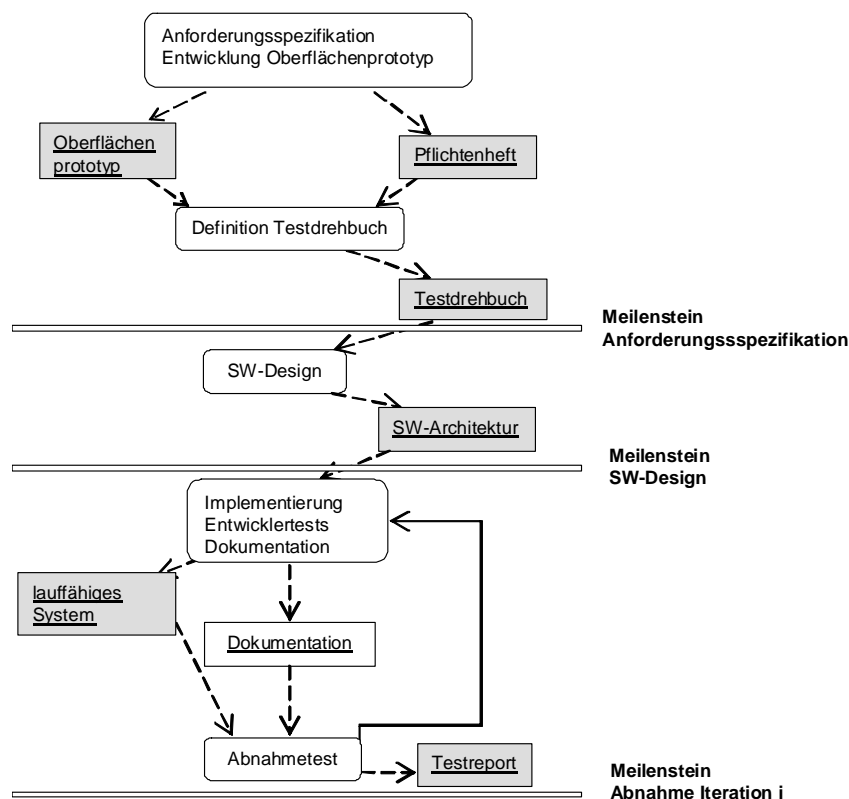 Anforderungsspezifikation
Entwicklung Oberflächenprototyp
Oberflächen
prototyp
Pflichtenheft
Definition Testdrehbuch
Testdrehbuch
Meilenstein
Anforderungssspezifikation
SW-Design
SW-Architektur
Meilenstein
SW-Design
Implementierung
Entwicklertests
Dokumentation
lauffähiges
System
Dokumentation
Abnahmetest
Testreport
Meilenstein
Abnahme Iteration i